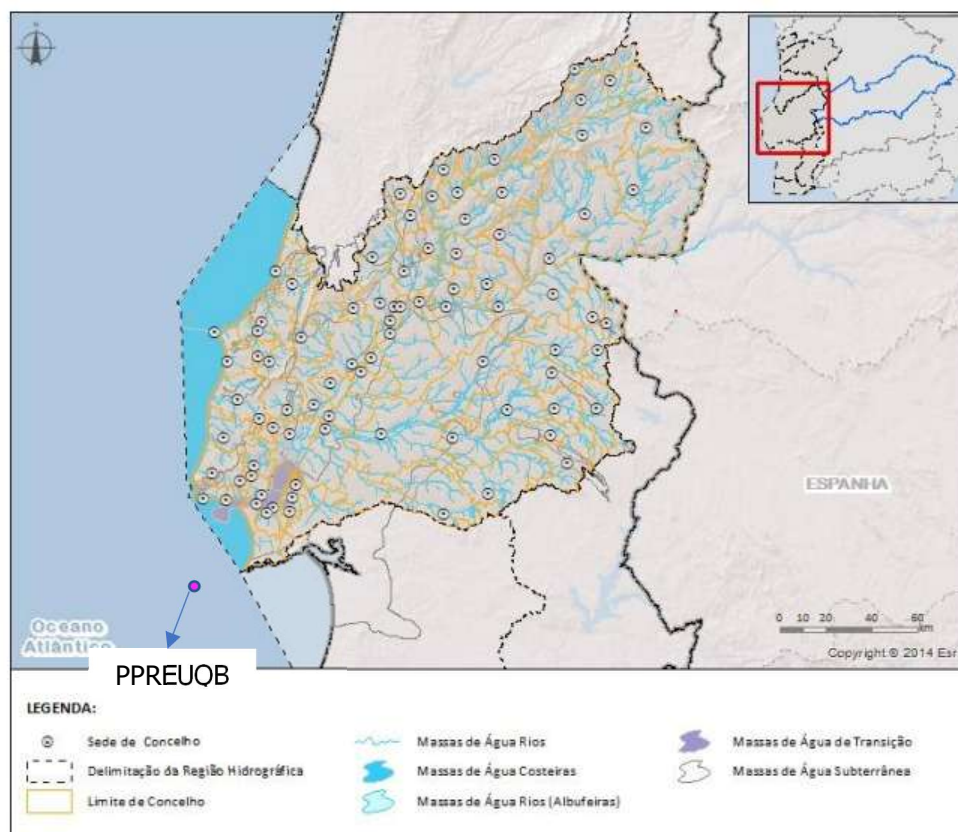 N
ESPANHA
Oceano
Atlântico
0 10 20 40 60
km
Copyright © 2014 Esr
PPREUQB
LEGENDA:
Sede de Concelho
Delimitação da Região Hidrográfica
Limite de Concelho
Massas de Água Rios
Massas de Água Costeiras
Massas de Água Rios (Albufeiras)
Massas de Água de Transição
Massas de Água Subterrânea